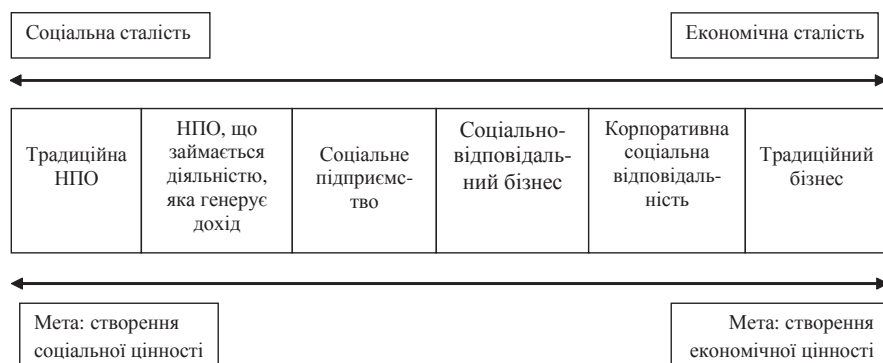 Соціальна сталість
Економічна сталість
Традиційна
НПО
НПО, що
займається
діяльністю,
яка генерує
дохід
Соціальне
підприємс-
тво
Соціально-
відповідаль-
ний бізнес
Корпоративна
соціальна
відповідаль-
ність
Традиційний
бізнес
Мета: створення
соціальної цінності
Мета: створення
економічної цінності